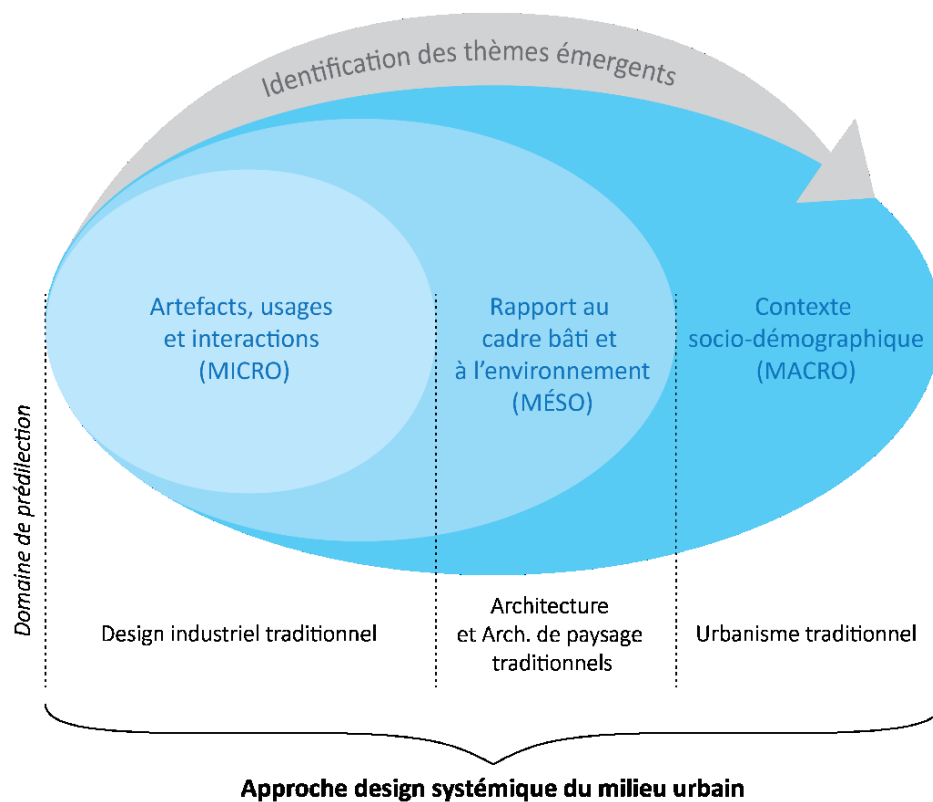 Identification des thèmes émergents
Artefacts, usages
et interactions
(MICRO)
Rapport au
cadre bâti et
à l'environnement
(MÉSO)
Contexte
socio-démographique
(MACRO)
Domaine de prédilection
Design industriel traditionnel
Architecture
et Arch. de paysage
traditionnels
Urbanisme traditionnel
Approche design systémique du milieu urbain